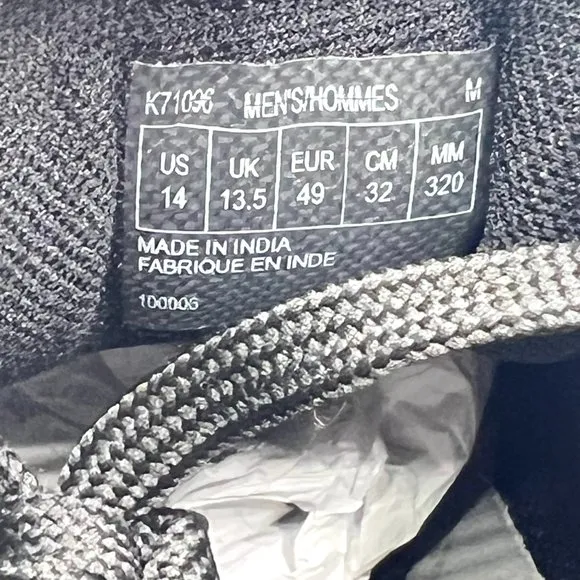 K71096 MEN'S/HOMMES M
US UK EUR CM MM
14 13.5 49 32 320
MADE IN INDIA
FABRIQUE EN INDE
100006